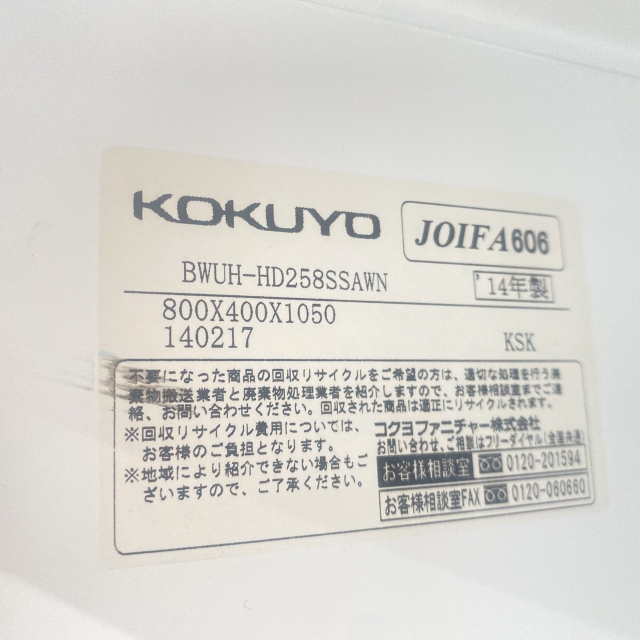 KOKUYO
JOIFA606
BWUH-HD258SSAWN
'14年製
800X400X1050
140217
KSK
不要になった商品の回収リサイクルをご希望の方は、適切な処理を行う廃
棄物搬送業者と廃棄物処理業者を紹介しますので、お客様相談室までご連
絡、お問い合わせください。回収された商品は適正にリサイクルされます。
※回収リサイクル費用については、
お客様のご負担となります。
※地域により紹介できない場合もご
ざいますので、ご了承ください。
コクヨファニチャー株式会社
お問い合わせ、ご相談はフリーダイヤル(全国共通)
お客様相談室 0120-201594
お客様相談室FAX 0120-060660